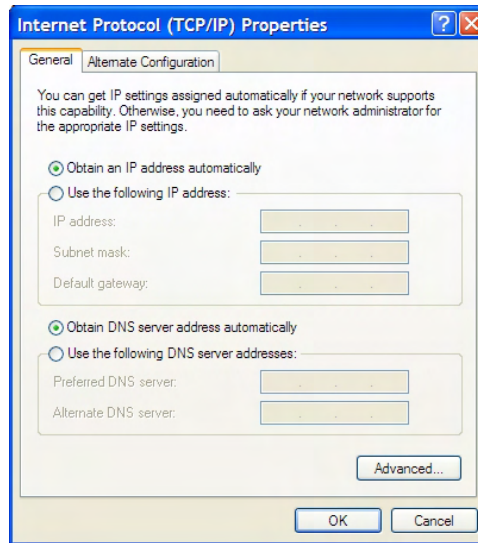 Internet Protocol (TCP/IP) Properties
General
Alternate Configuration
You can get IP settings assigned automatically if your network supports
this capability. Otherwise, you need to ask your network administrator for
the appropriate IP settings.
Obtain an IP address automatically
Use the following IP address:
IP address:
Subnet mask:
Default gateway:
Obtain DNS server address automatically
Use the following DNS server addresses:
Preferred DNS server:
Alternate DNS server:
Advanced...
OK
Cancel